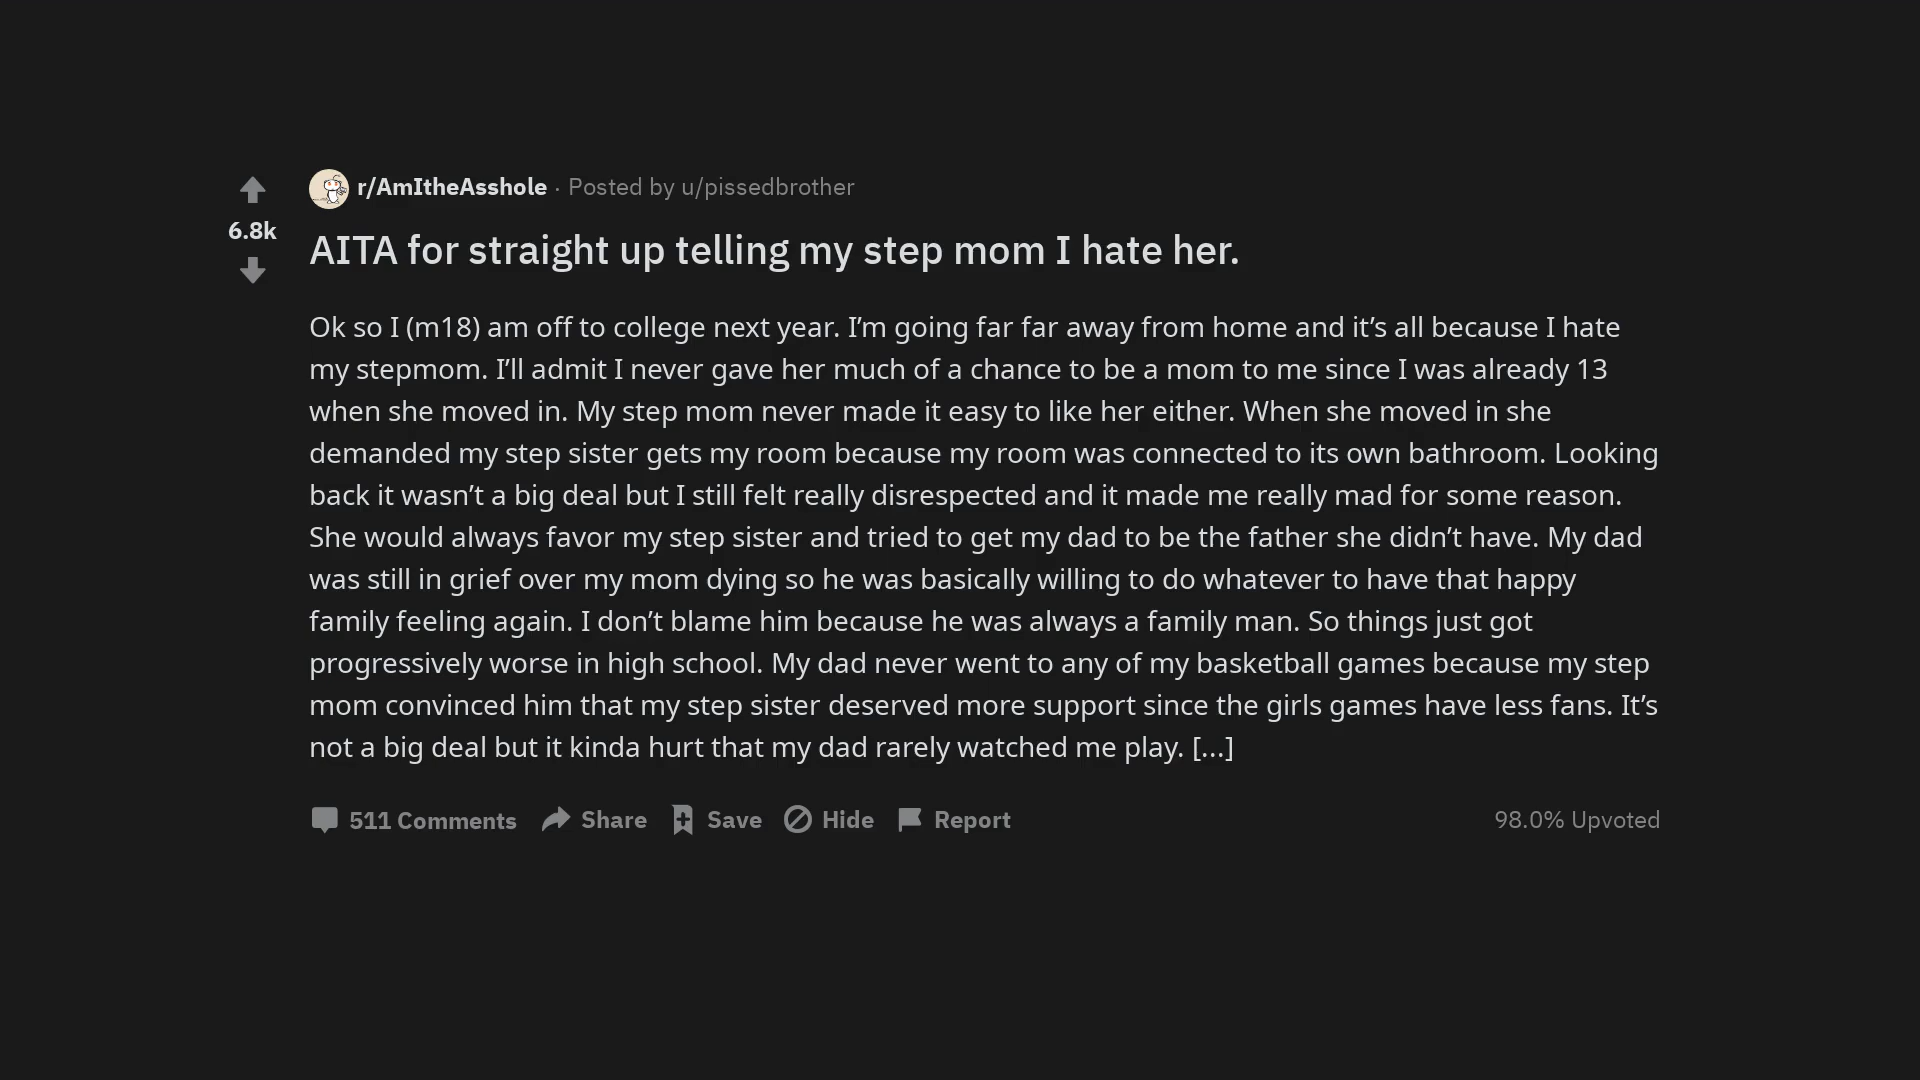 r/AmItheAsshole · Posted by u/pissedbrother
6.8k
AITA for straight up telling my step mom I hate her.
Ok so I (m18) am off to college next year. I’m going far far away from home and it’s all because I hate
my stepmom. I’ll admit I never gave her much of a chance to be a mom to me since I was already 13
when she moved in. My step mom never made it easy to like her either. When she moved in she
demanded my step sister gets my room because my room was connected to its own bathroom. Looking
back it wasn’t a big deal but I still felt really disrespected and it made me really mad for some reason.
She would always favor my step sister and tried to get my dad to be the father she didn’t have. My dad
was still in grief over my mom dying so he was basically willing to do whatever to have that happy
family feeling again. I don’t blame him because he was always a family man. So things just got
progressively worse in high school. My dad never went to any of my basketball games because my step
mom convinced him that my step sister deserved more support since the girls games have less fans. It’s
not a big deal but it kinda hurt that my dad rarely watched me play. [...]
511 Comments Share Save Hide Report 98.0% Upvoted